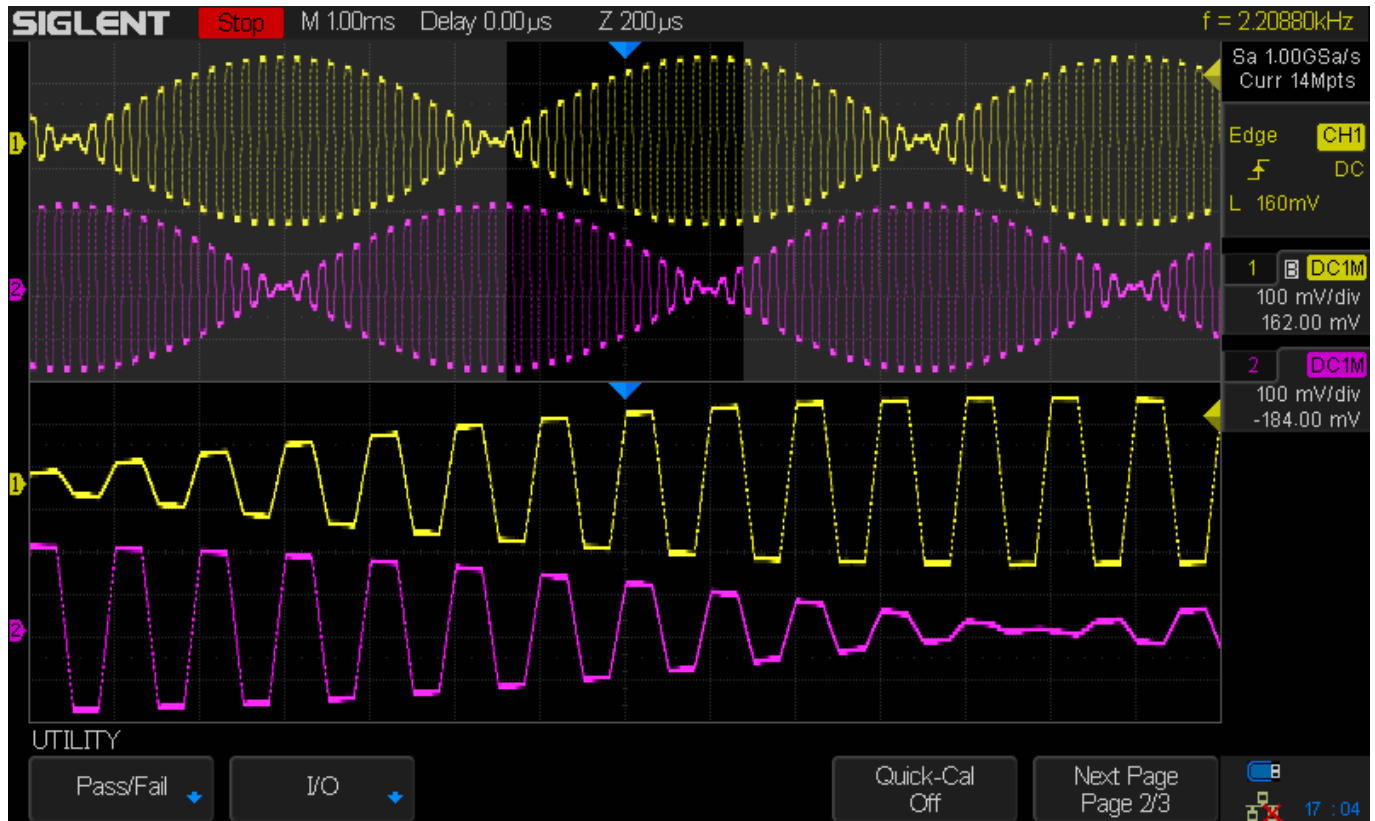 SIGLENT Stop M 1.00ms Delay 0.00µs Z 200µs f = 2.20880kHz
Sa 1.00GSa/s
Curr 14Mpts
1
Edge CH1
DC
L 160mV
1 B DC1M
100 mV/div
162.00 mV
2
2 DC1M
100 mV/div
-184.00 mV
1
2
UTILITY
Pass/Fail I/O Quick-Cal Off Next Page Page 2/3
17 : 04